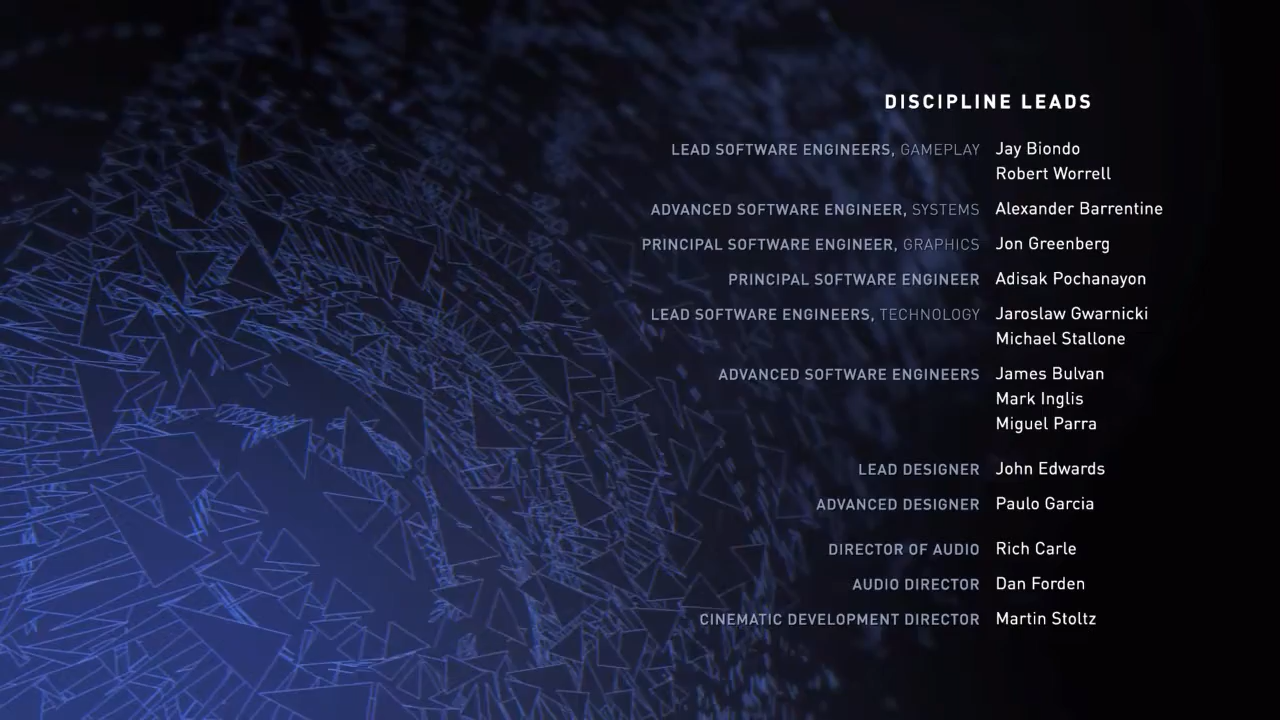 DISCIPLINE LEADS
LEAD SOFTWARE ENGINEERS, GAMEPLAY Jay Biondo
Robert Worrell
ADVANCED SOFTWARE ENGINEER, SYSTEMS Alexander Barrentine
PRINCIPAL SOFTWARE ENGINEER, GRAPHICS Jon Greenberg
PRINCIPAL SOFTWARE ENGINEER Adisak Pochanayon
LEAD SOFTWARE ENGINEERS, TECHNOLOGY Jaroslaw Gwarnicki
Michael Stallone
ADVANCED SOFTWARE ENGINEERS James Bulvan
Mark Inglis
Miguel Parra
LEAD DESIGNER John Edwards
ADVANCED DESIGNER Paulo Garcia
DIRECTOR OF AUDIO Rich Carle
AUDIO DIRECTOR Dan Forden
CINEMATIC DEVELOPMENT DIRECTOR Martin Stoltz